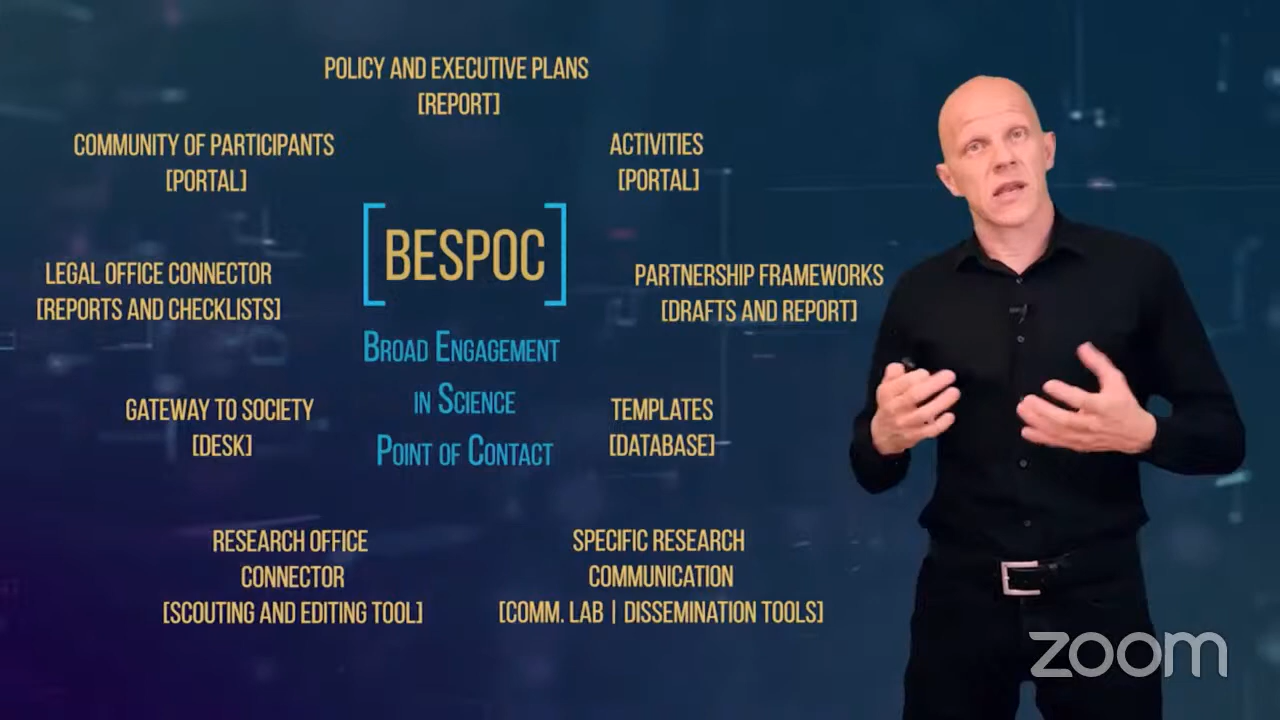 POLICY AND EXECUTIVE PLANS
[REPORT]
COMMUNITY OF PARTICIPANTS
[PORTAL]
ACTIVITIES
[PORTAL]
[BESPOC]
LEGAL OFFICE CONNECTOR
[REPORTS AND CHECKLISTS]
PARTNERSHIP FRAMEWORKS
[DRAFTS AND REPORT]
BROAD ENGAGEMENT
IN SCIENCE
POINT OF CONTACT
GATEWAY TO SOCIETY
[DESK]
TEMPLATES
[DATABASE]
RESEARCH OFFICE
CONNECTOR
[SCOUTING AND EDITING TOOL]
SPECIFIC RESEARCH
COMMUNICATION
[COMM. LAB | DISSEMINATION TOOLS]
zoom